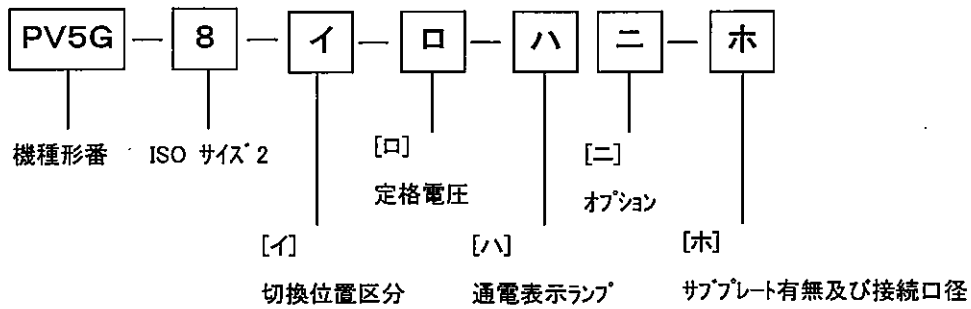 PV5G — 8 — イ — ロ — ハ ニ — ホ
機種形番 ISO サイズ2
[ロ] [ニ]
定格電圧 オプション
[イ] [ハ] [ホ]
切換位置区分 通電表示ランプ サブプレート有無及び接続口径